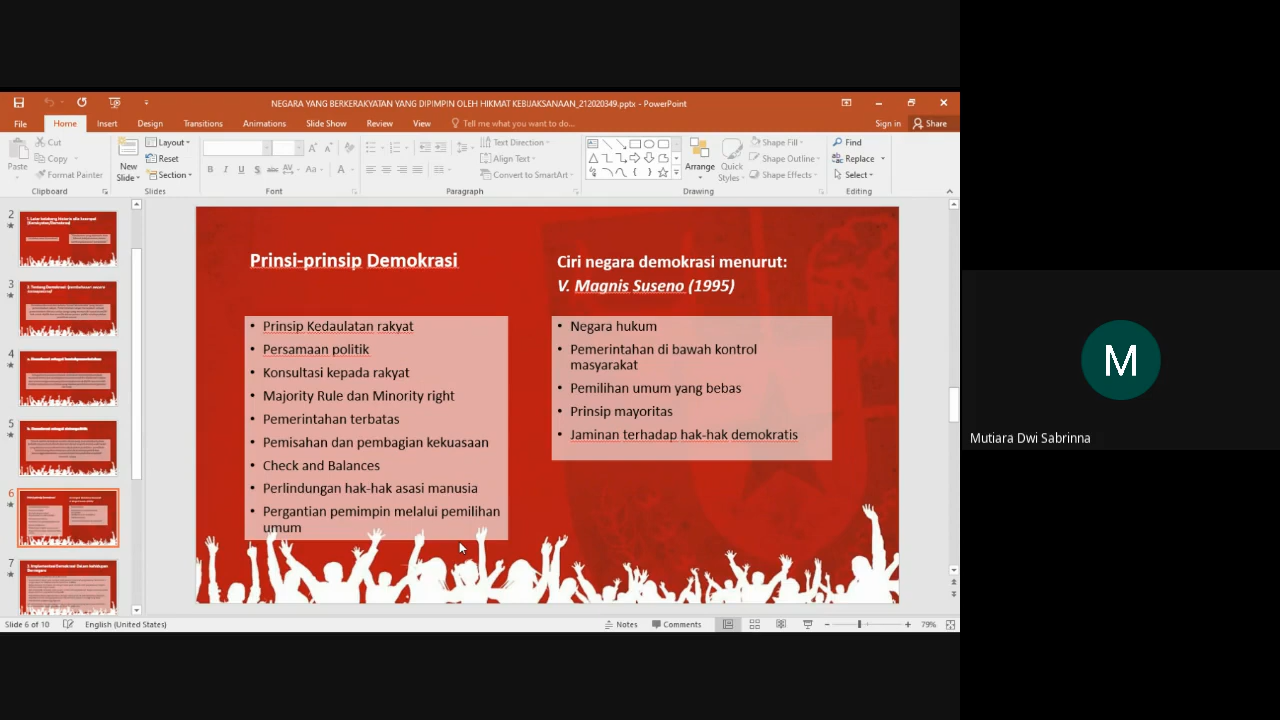 NEGARA YANG BERKERAKYATAN YANG DIPIMPIN OLEH HIKMAT KEBIJAKSANAAN_212020349.pptx - PowerPoint
File Home Insert Design Transitions Animations Slide Show Review View Tell me what you want to do... Sign in Share
Paste
Cut
Copy
Format Painter
Clipboard
New
Slide
Layout
Reset
Section
Slides
Font
Text Direction
Align Text
Convert to SmartArt
Paragraph
Arrange
Quick
Styles
Shape Fill
Shape Outline
Shape Effects
Drawing
Find
Replace
Select
Editing
2
3
4
5
6
7
Prinsi-prinsip Demokrasi
• Prinsip Kedaulatan rakyat
• Persamaan politik
• Konsultasi kepada rakyat
• Majority Rule dan Minority right
• Pemerintahan terbatas
• Pemisahan dan pembagian kekuasaan
• Check and Balances
• Perlindungan hak-hak asasi manusia
• Pergantian pemimpin melalui pemilihan
umum
Ciri negara demokrasi menurut:
V. Magnis Suseno (1995)
• Negara hukum
• Pemerintahan di bawah kontrol
masyarakat
• Pemilihan umum yang bebas
• Prinsip mayoritas
• Jaminan terhadap hak-hak demokratis
Slide 6 of 10 English (United States) Notes Comments 79%
M
Mutiara Dwi Sabrinna